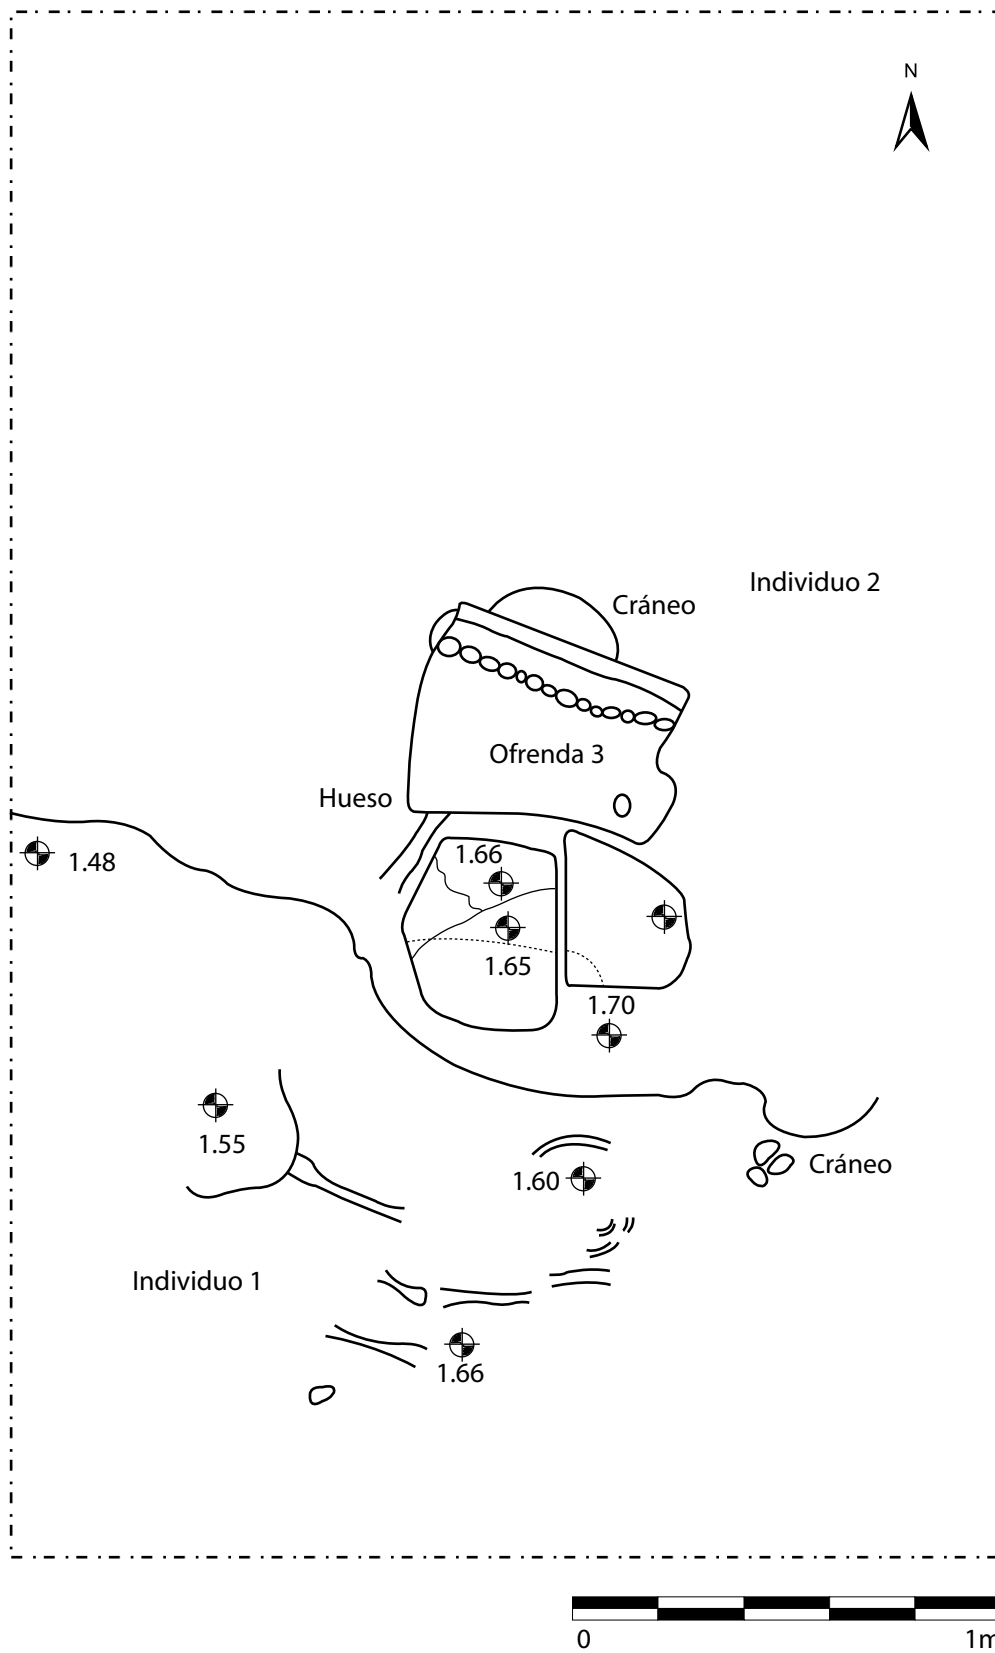 N
Individuo 2
Cráneo
Ofrenda 3
Hueso
1.66
1.48
1.65
1.70
1.55
1.60
Cráneo
Individuo 1
1.66
0
1m